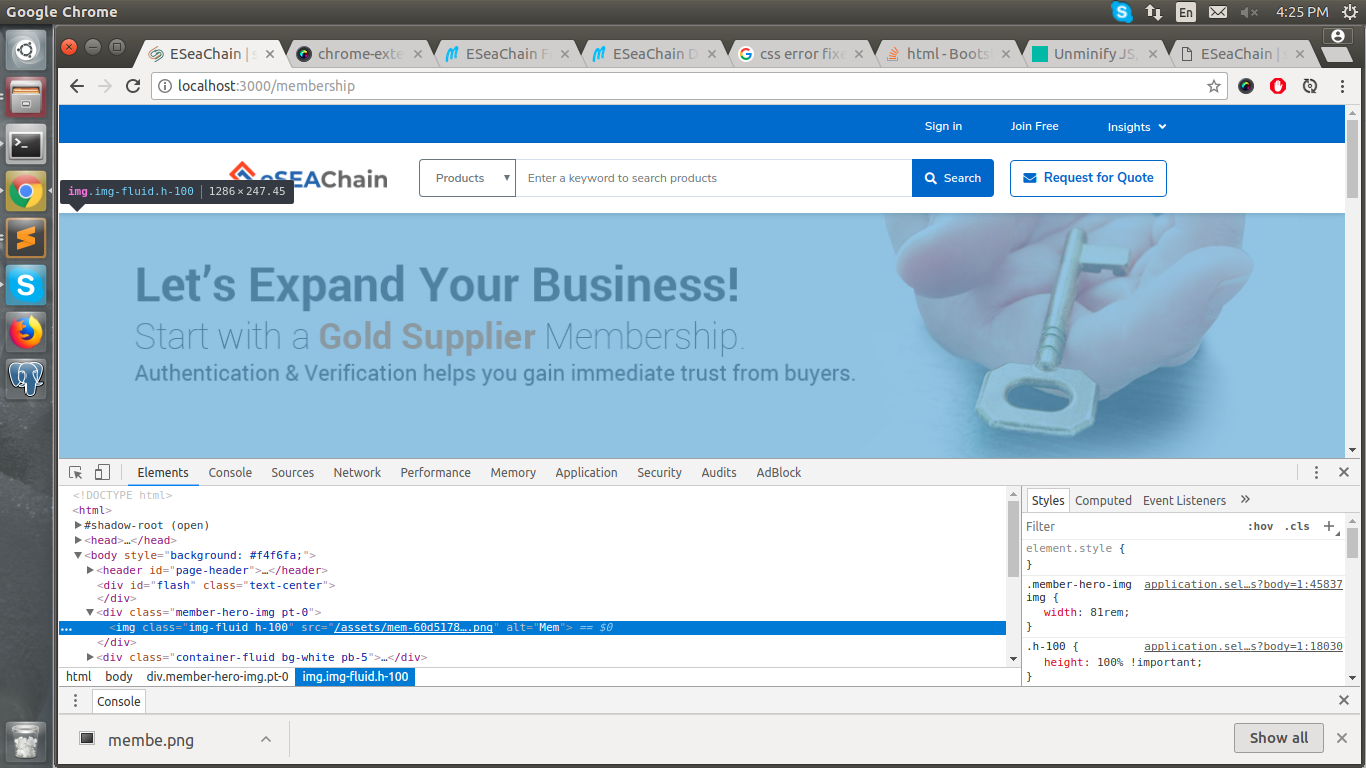 Google Chrome
En
4:25 PM
ESeaChain | s
chrome-exte
ESeaChain F
ESeaChain D
css error fixe
html - Boots
Unminify JS,
ESeaChain | s
localhost:3000/membership
Sign in
Join Free
Insights
eSEAChain
Products
Enter a keyword to search products
Search
Request for Quote
img.img-fluid.h-100 | 1286×247.45
Let's Expand Your Business!
Start with a Gold Supplier Membership.
Authentication & Verification helps you gain immediate trust from buyers.
Elements
Console
Sources
Network
Performance
Memory
Application
Security
Audits
AdBlock
<!DOCTYPE html>
<html>
#shadow-root (open)
<head>…</head>
<body style="background: #f4f6fa;">
<header id="page-header">…</header>
<div id="flash" class="text-center">
</div>
<div class="member-hero-img pt-0">
<img class="img-fluid h-100" src="/assets/mem-60d5178….png" alt="Mem"> == $0
</div>
<div class="container-fluid bg-white pb-5">…</div>
html
body
div.member-hero-img.pt-0
img.img-fluid.h-100
Styles
Computed
Event Listeners
»
Filter
:hov
.cls
+
element.style {
}
.member-hero-img application.sel…s?body=1:45837
img {
width: 81rem;
}
.h-100 { application.sel…s?body=1:18030
height: 100% !important;
}
Console
membe.png
Show all